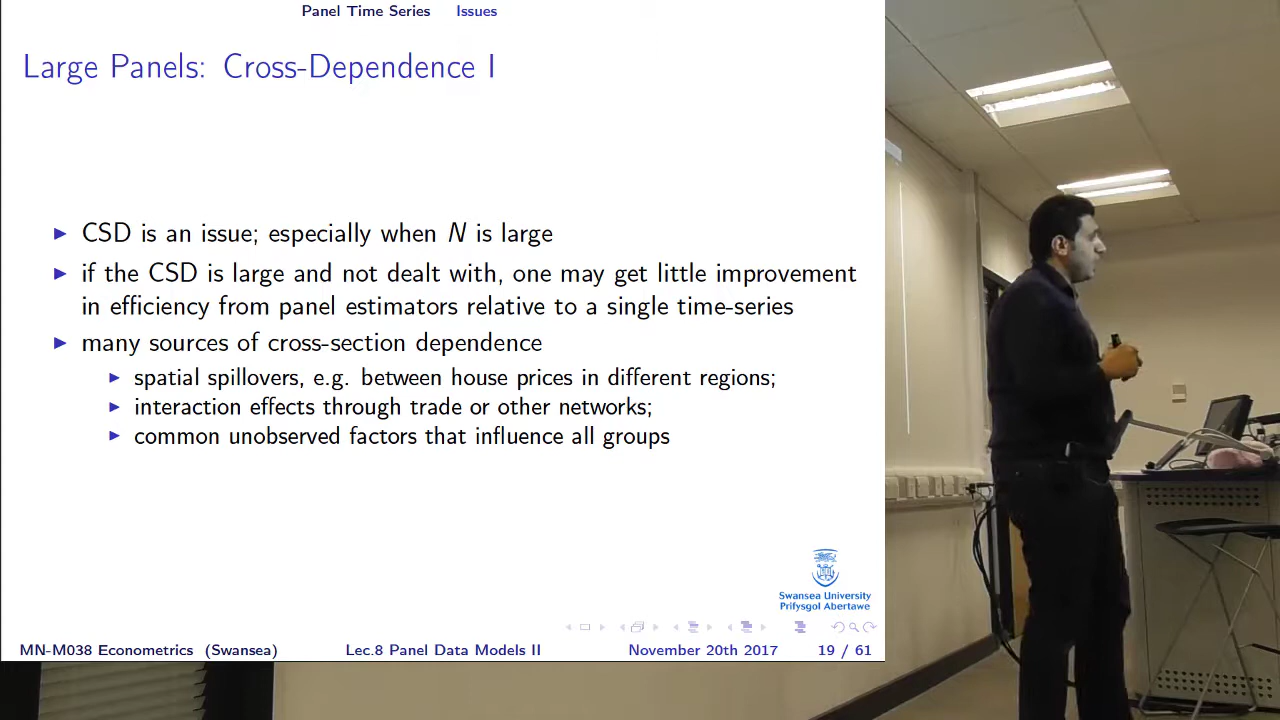 Panel Time Series Issues
Large Panels: Cross-Dependence I
CSD is an issue; especially when N is large
if the CSD is large and not dealt with, one may get little improvement
in efficiency from panel estimators relative to a single time-series
many sources of cross-section dependence
spatial spillovers, e.g. between house prices in different regions;
interaction effects through trade or other networks;
common unobserved factors that influence all groups
Swansea University
Prifysgol Abertawe
MN-M038 Econometrics (Swansea) Lec.8 Panel Data Models II November 20th 2017 19 / 61